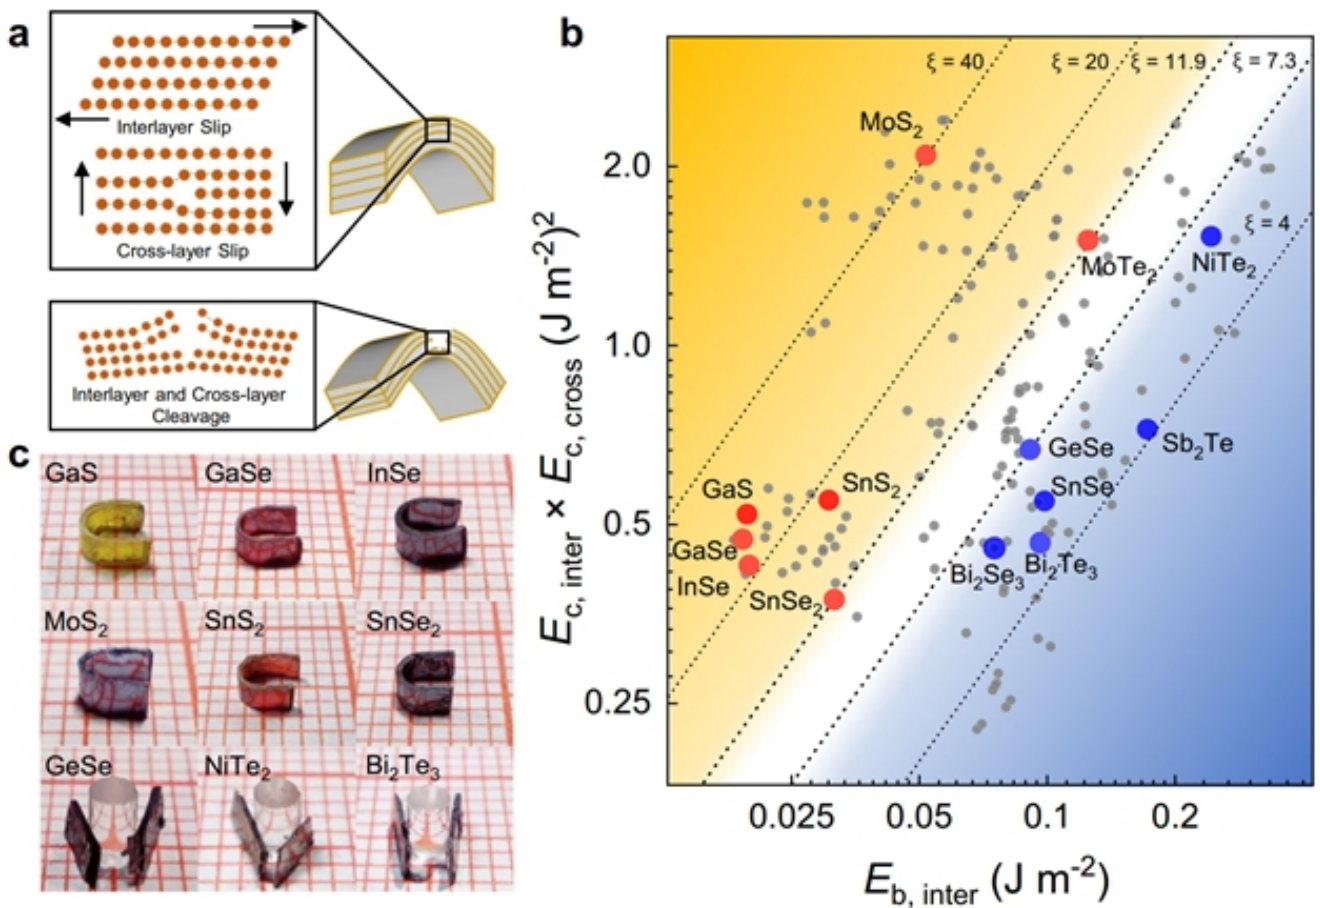 a
Interlayer Slip
Cross-layer Slip
Interlayer and Cross-layer
Cleavage
b
E_c, inter × E_c, cross (J m⁻²)²
2.0
1.0
0.5
0.25
ξ = 40
ξ = 20
ξ = 11.9
ξ = 7.3
ξ = 4
MoS₂
MoTe₂
NiTe₂
GeSe
Sb₂Te
SnS₂
SnSe
GaS
GaSe
InSe
SnSe₂
Bi₂Se₃
Bi₂Te₃
0.025
0.05
0.1
0.2
E_b, inter (J m⁻²)
c
GaS
GaSe
InSe
MoS₂
SnS₂
SnSe₂
GeSe
NiTe₂
Bi₂Te₃